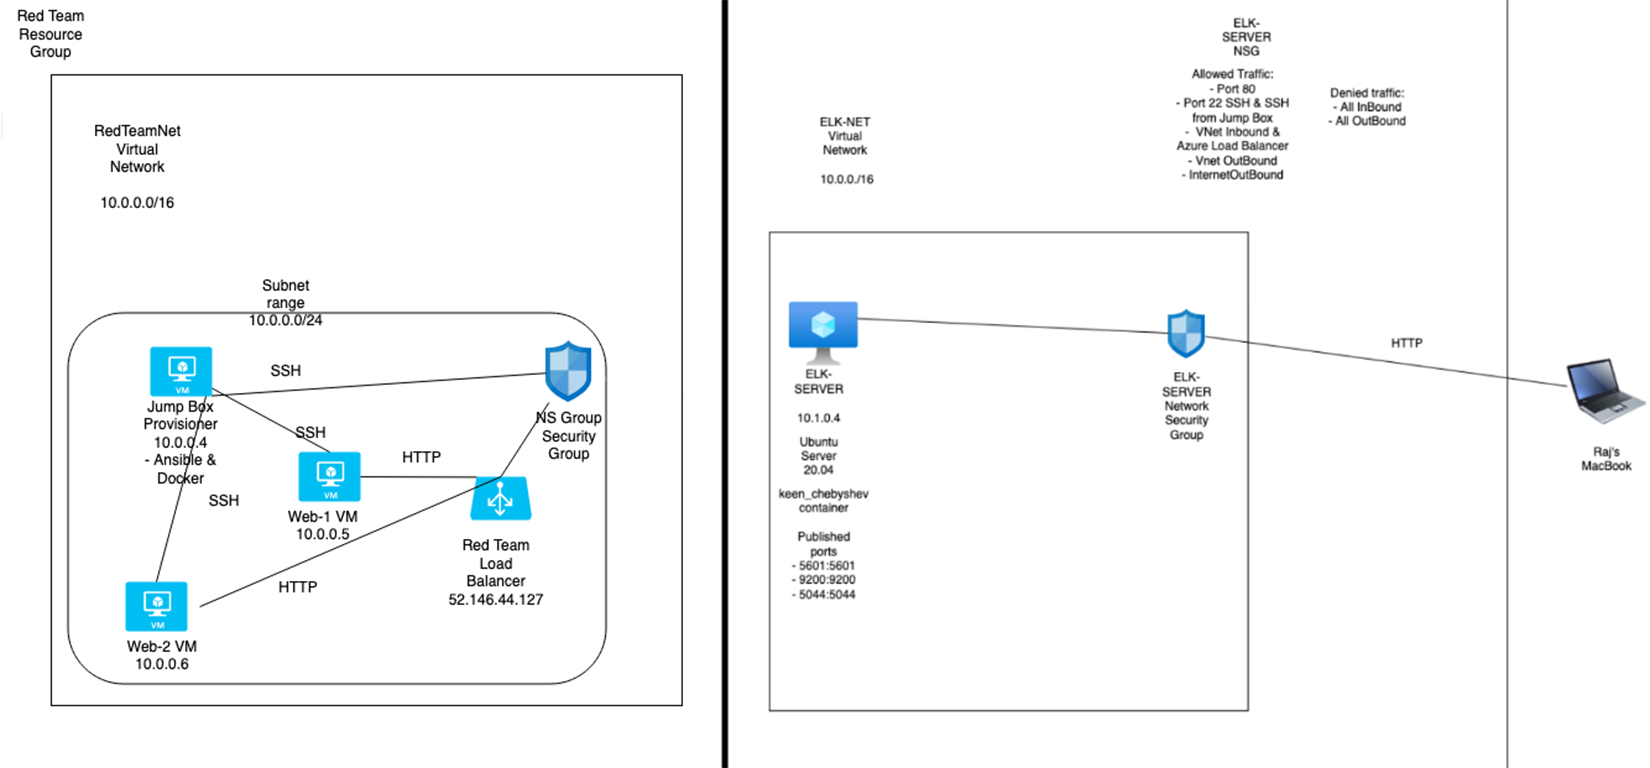 Red Team
Resource
Group
RedTeamNet
Virtual
Network
10.0.0.0/16
Subnet
range
10.0.0.0/24
VM
Jump Box
Provisioner
10.0.0.4
- Ansible &
Docker
SSH
SSH
SSH
NS Group
Security
Group
VM
Web-1 VM
10.0.0.5
HTTP
HTTP
Red Team
Load
Balancer
52.146.44.127
VM
Web-2 VM
10.0.0.6
ELK-NET
Virtual
Network
10.0.0./16
ELK-
SERVER
NSG
Allowed Traffic:
- Port 80
- Port 22 SSH & SSH
from Jump Box
- VNet Inbound &
Azure Load Balancer
- Vnet OutBound
- InternetOutBound
Denied traffic:
- All InBound
- All OutBound
ELK-
SERVER
10.1.0.4
Ubuntu
Server
20.04
keen_chebyshev
container
Published
ports
- 5601:5601
- 9200:9200
- 5044:5044
ELK-
SERVER
Network
Security
Group
HTTP
Raj's
MacBook